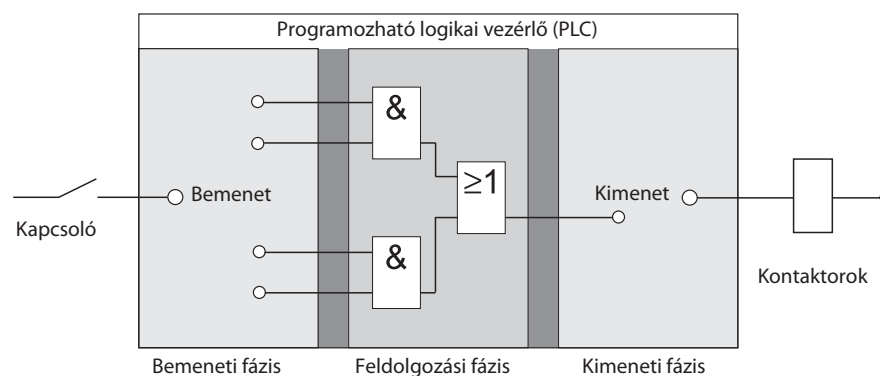 Programozható logikai vezérlő (PLC)
&
≥1
Bemenet
Kimenet
Kapcsoló
&
Kontaktorok
Bemeneti fázis
Feldolgozási fázis
Kimeneti fázis